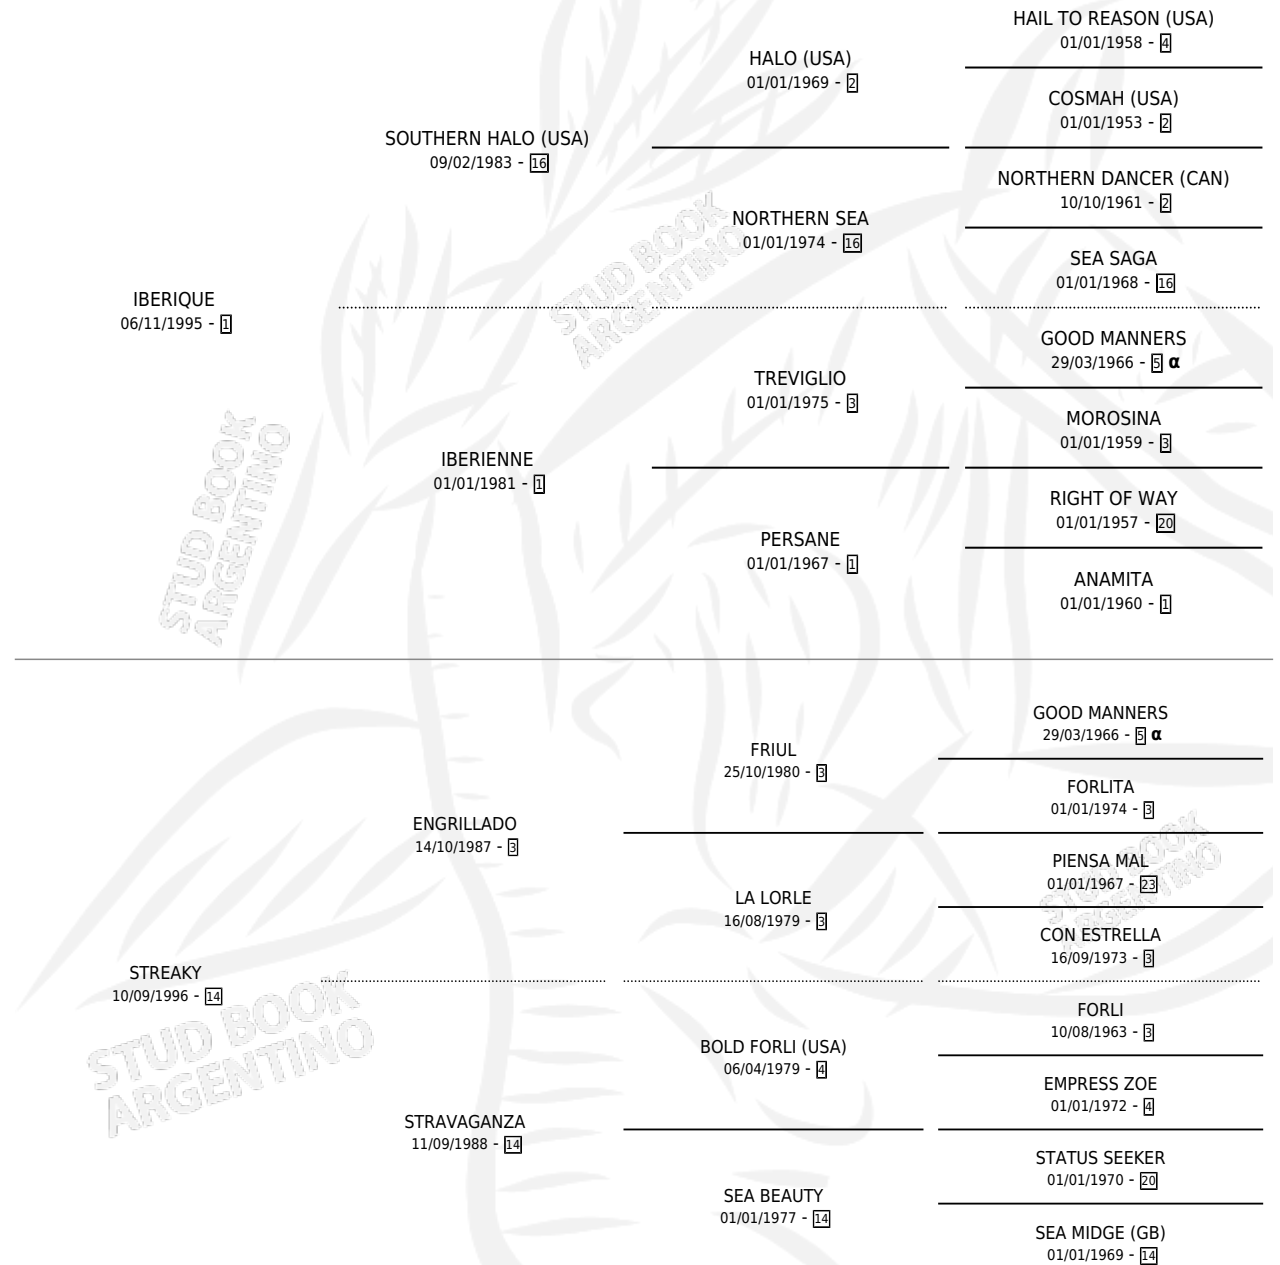 HAIL TO REASON (USA)
01/01/1958 - 4
HALO (USA)
01/01/1969 - 2
COSMAH (USA)
01/01/1953 - 2
SOUTHERN HALO (USA)
09/02/1983 - 16
NORTHERN DANCER (CAN)
10/10/1961 - 2
NORTHERN SEA
01/01/1974 - 16
SEA SAGA
01/01/1968 - 16
IBERIQUE
06/11/1995 - 1
GOOD MANNERS
29/03/1966 - 5 α
TREVIGLIO
01/01/1975 - 3
MOROSINA
01/01/1959 - 3
IBERIENNE
01/01/1981 - 1
RIGHT OF WAY
01/01/1957 - 20
PERSANE
01/01/1967 - 1
ANAMITA
01/01/1960 - 1
GOOD MANNERS
29/03/1966 - 5 α
FRIUL
25/10/1980 - 3
FORLITA
01/01/1974 - 3
ENGRILLADO
14/10/1987 - 3
PIENSA MAL
01/01/1967 - 23
LA LORLE
16/08/1979 - 3
CON ESTRELLA
16/09/1973 - 3
STREAKY
10/09/1996 - 14
FORLI
10/08/1963 - 3
BOLD FORLI (USA)
06/04/1979 - 4
EMPRESS ZOE
01/01/1972 - 4
STRAVAGANZA
11/09/1988 - 14
STATUS SEEKER
01/01/1970 - 20
SEA BEAUTY
01/01/1977 - 14
SEA MIDGE (GB)
01/01/1969 - 14
STUD BOOK
ARGENTINO
STUD BOOK
ARGENTINO
STUD BOOK
ARGENTINO
STUD BOOK
ARGENTINO